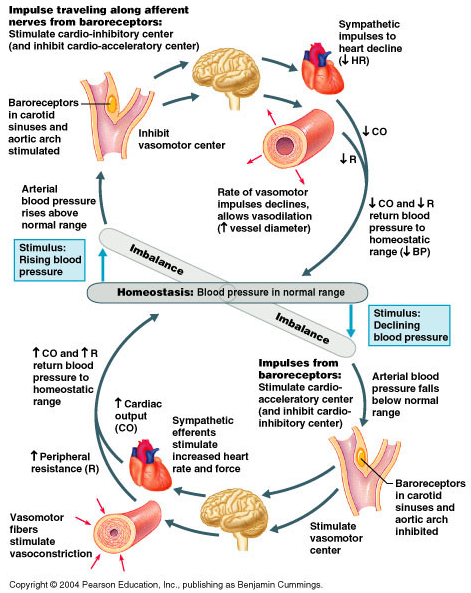 Impulse traveling along afferent
nerves from baroreceptors:
Stimulate cardio-inhibitory center
(and inhibit cardio-acceleratory center)
Sympathetic
impulses to
heart decline
(↓ HR)
Baroreceptors
in carotid
sinuses and
aortic arch
stimulated
Inhibit
vasomotor center
↓ CO
↓ R
Arterial
blood pressure
rises above
normal range
Rate of vasomotor
impulses declines,
allows vasodilation
(↑ vessel diameter)
↓ CO and ↓ R
return blood
pressure to
homeostatic
range (↓ BP)
Stimulus:
Rising blood
pressure
Imbalance
Homeostasis: Blood pressure in normal range
Imbalance
Stimulus:
Declining
blood pressure
↑ CO and ↑ R
return blood
pressure to
homeostatic
range
Impulses from
baroreceptors:
Stimulate cardio-
acceleratory center
(and inhibit cardio-
inhibitory center)
Arterial blood
pressure falls
below normal
range
↑ Cardiac
output
(CO)
Sympathetic
efferents
stimulate
increased heart
rate and force
↑ Peripheral
resistance (R)
Baroreceptors
in carotid
sinuses and
aortic arch
inhibited
Vasomotor
fibers
stimulate
vasoconstriction
Stimulate
vasomotor
center
Copyright © 2004 Pearson Education, Inc., publishing as Benjamin Cummings.